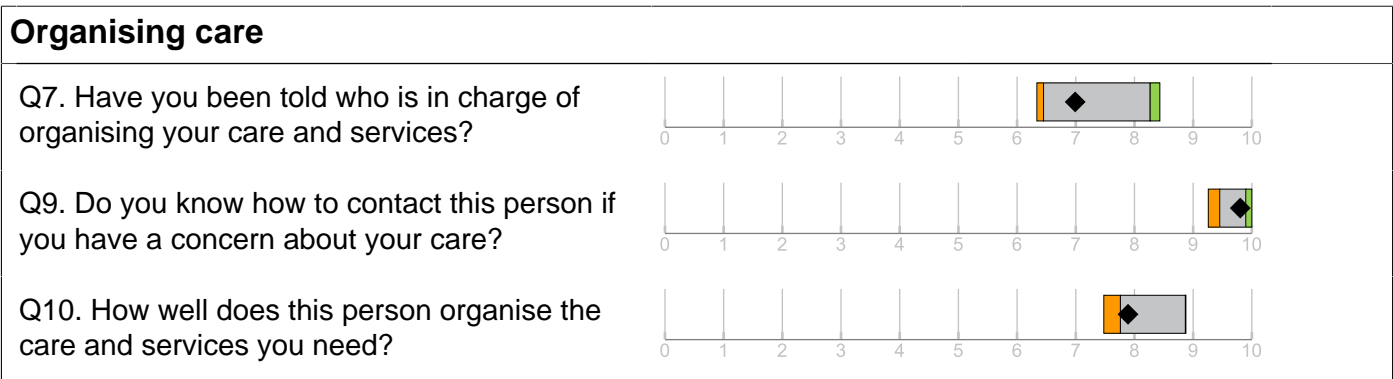 Organising care
Q7. Have you been told who is in charge of
organising your care and services?
0 1 2 3 4 5 6 7 8 9 10
Q9. Do you know how to contact this person if
you have a concern about your care?
0 1 2 3 4 5 6 7 8 9 10
Q10. How well does this person organise the
care and services you need?
0 1 2 3 4 5 6 7 8 9 10